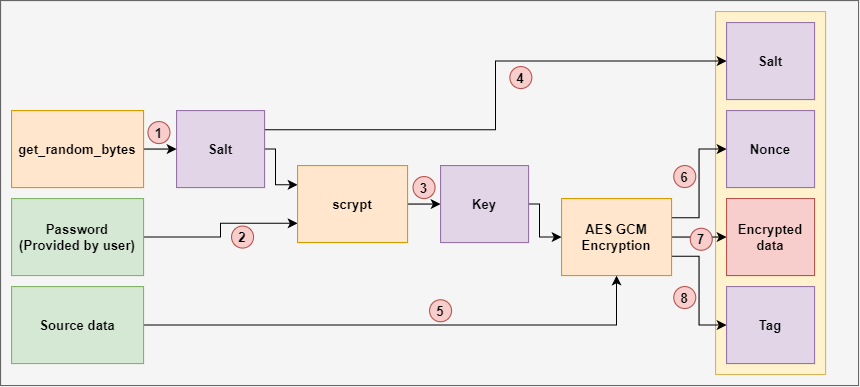 Salt
4
get_random_bytes
1
Salt
Nonce
6
scrypt
3
Key
Password
(Provided by user)
2
AES GCM
Encryption
7
Encrypted
data
Source data
5
8
Tag